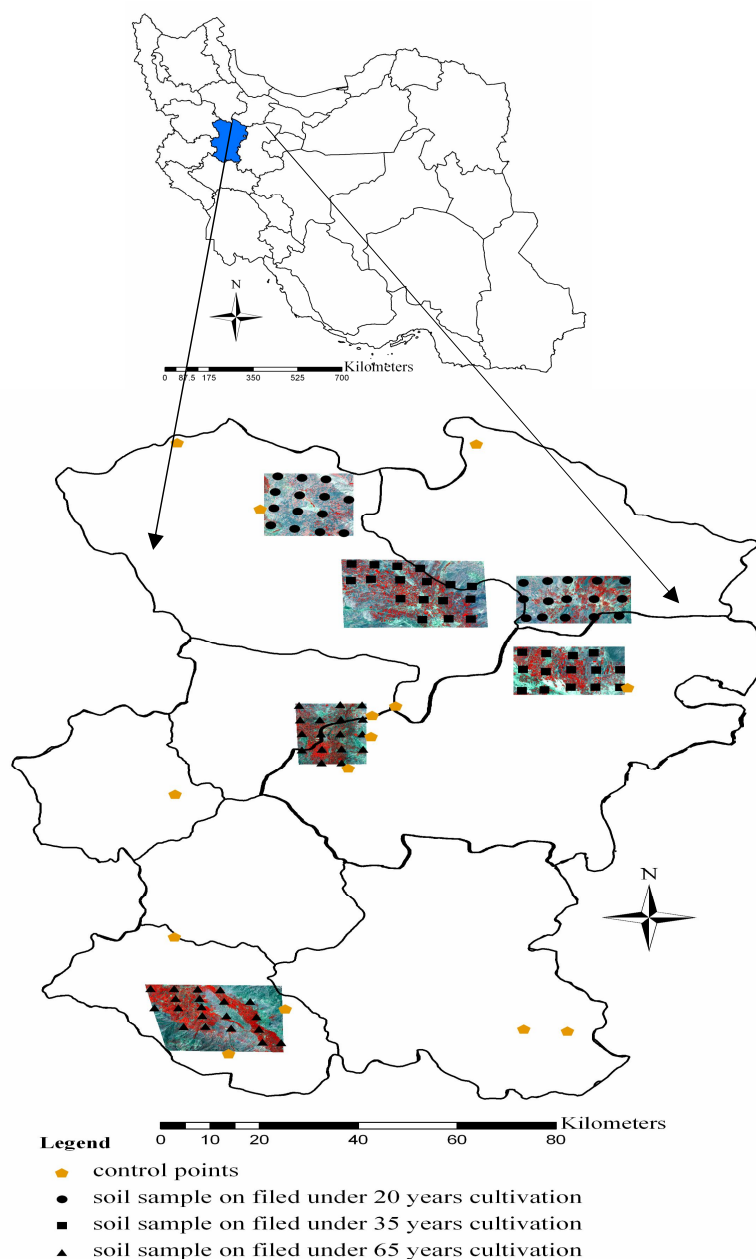 N
Kilometers
0 87.5 175 350 525 700
N
Kilometers
0 5 10 20 40 60 80
Legend
control points
soil sample on filed under 20 years cultivation
soil sample on filed under 35 years cultivation
soil sample on filed under 65 years cultivation